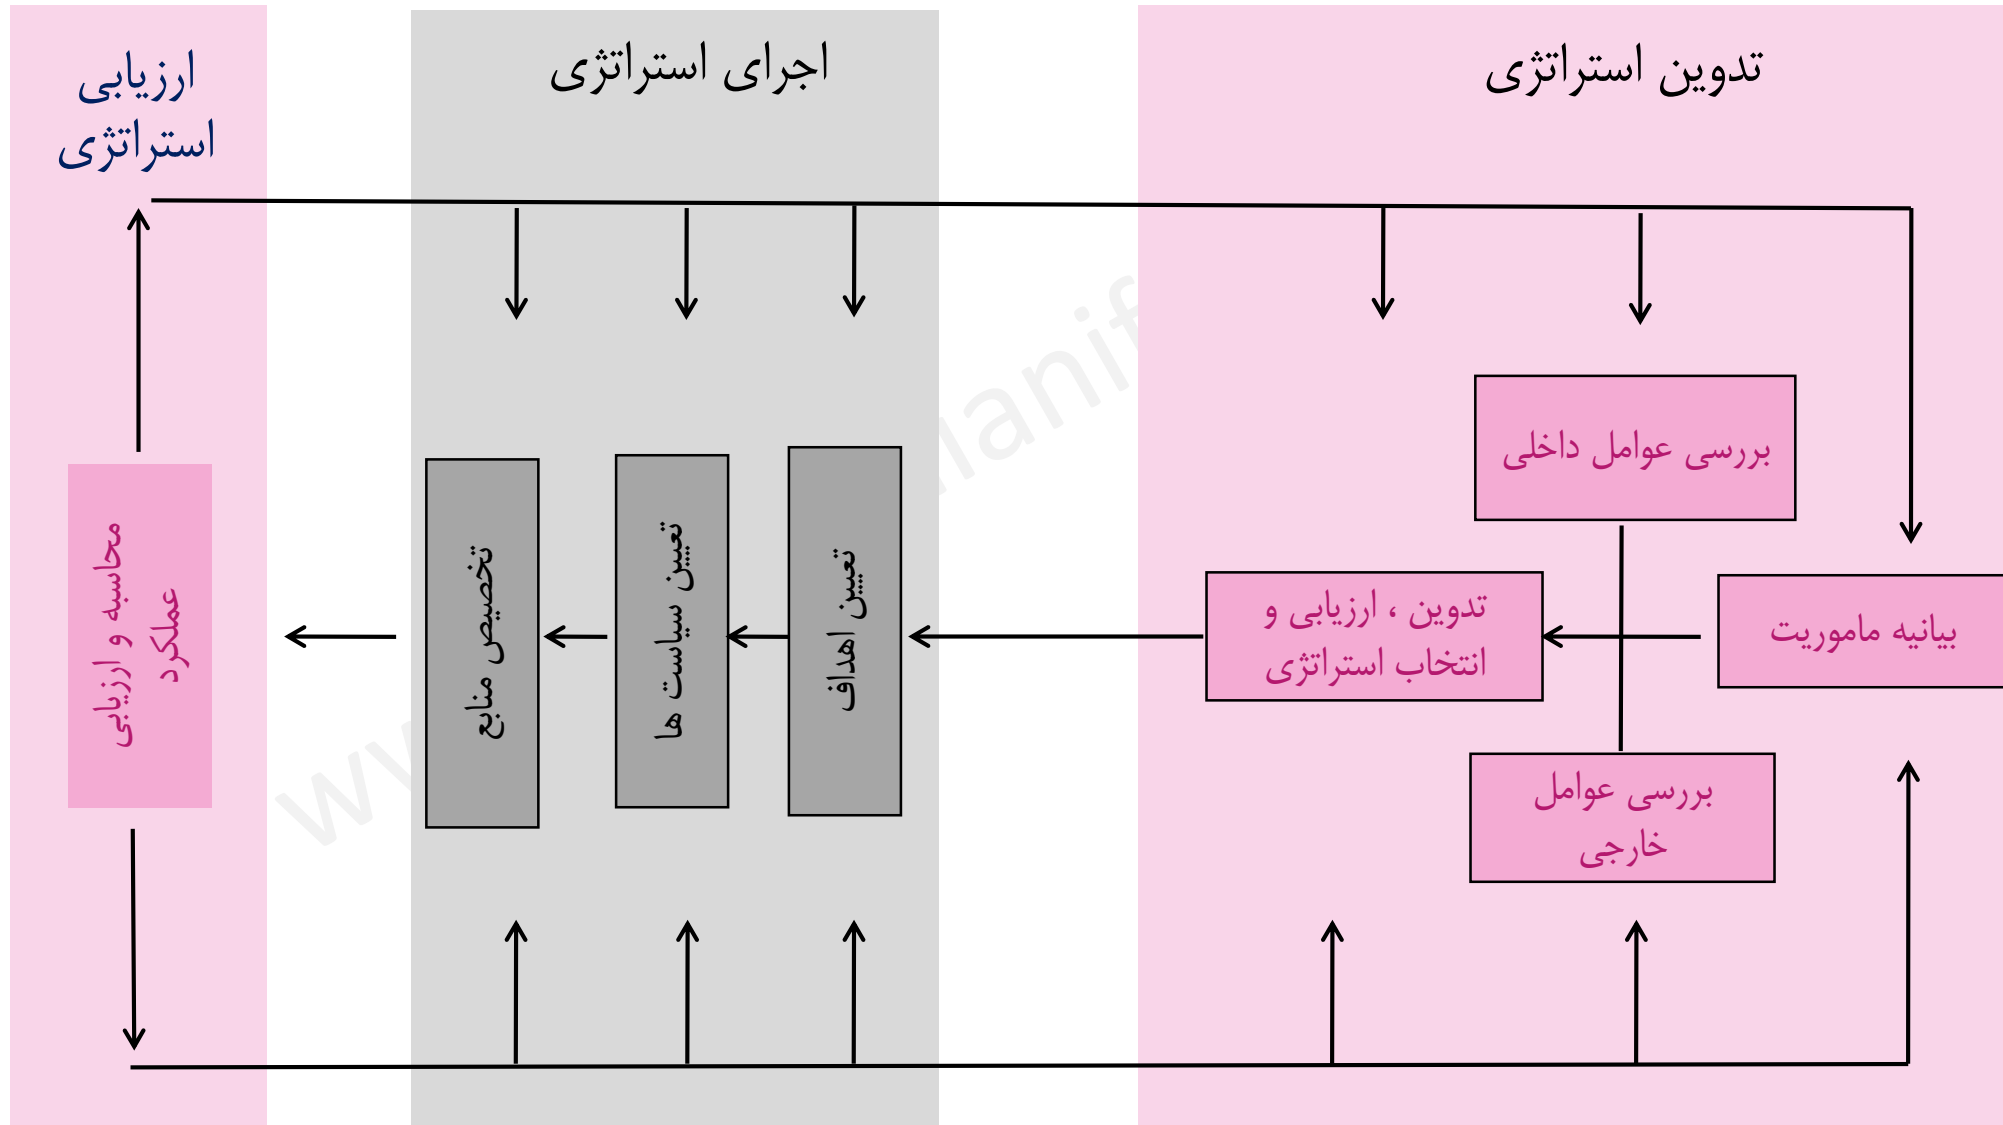 تدوین استراتژی
اجرای استراتژی
ارزیابی
استراتژی
بررسی عوامل داخلی
بیانیه ماموریت
تدوین ، ارزیابی و
انتخاب استراتژی
بررسی عوامل
خارجی
تعیین اهداف
تعیین سیاست ها
تخصیص منابع
محاسبه و ارزیابی
عملکرد